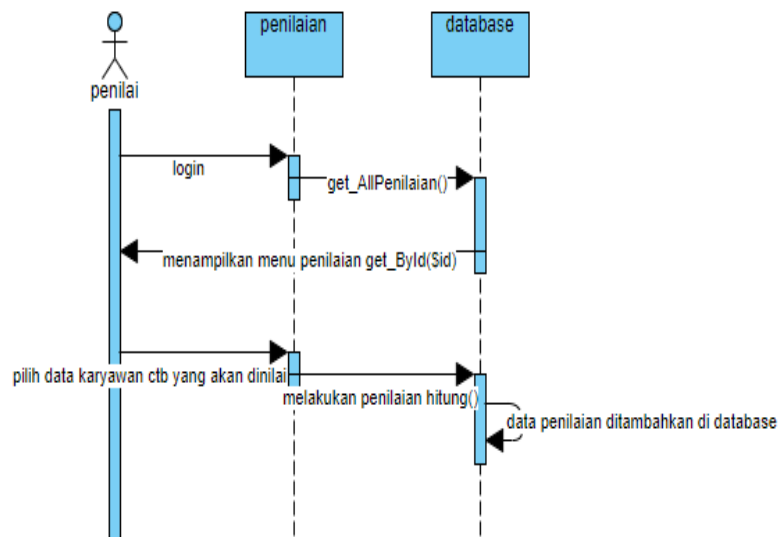 penilaian
database
penilai
login
get_AllPenilaian()
menampilkan menu penilaian get_ById($id)
pilih data karyawan ctb yang akan dinilai
melakukan penilaian hitung()
data penilaian ditambahkan di database